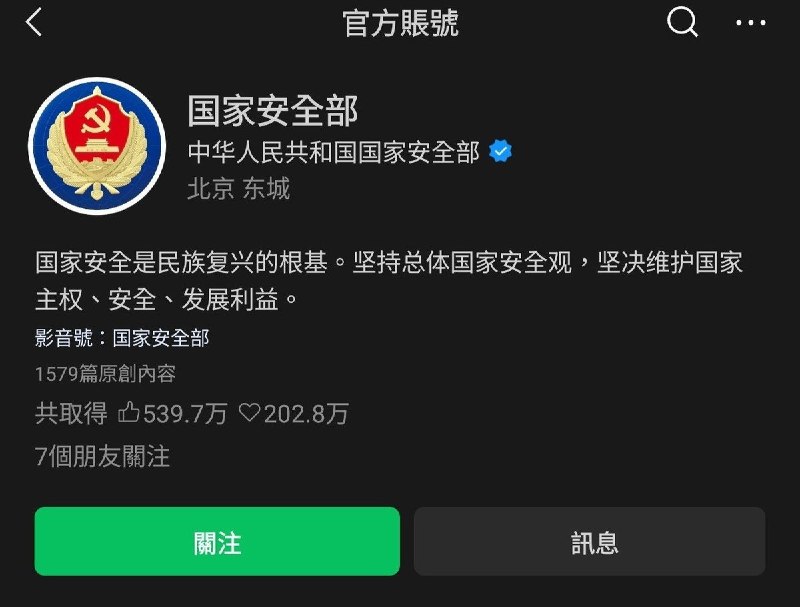 官方賬號
国家安全部
中华人民共和国国家安全部
北京 东城
国家安全是民族复兴的根基。坚持总体国家安全观，坚决维护国家
主权、安全、发展利益。
影音號：国家安全部
1579篇原創內容
共取得 539.7万 202.8万
7個朋友關注
關注
訊息